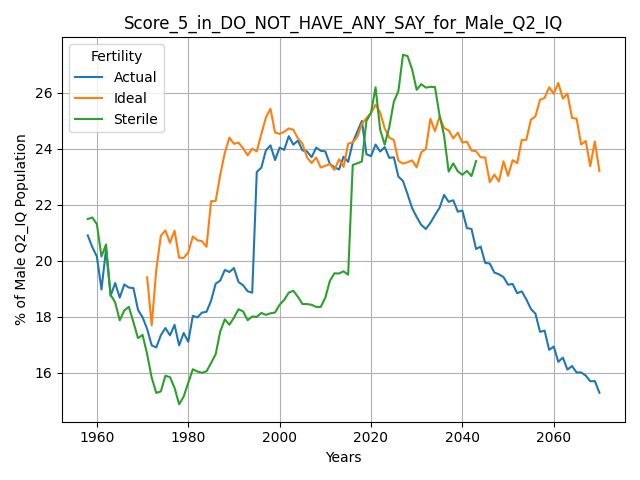 Score_5_in_DO_NOT_HAVE_ANY_SAY_for_Male_Q2_IQ
Fertility
Actual
Ideal
Sterile
% of Male Q2_IQ Population
26
24
22
20
18
16
1960 1980 2000 2020 2040 2060
Years